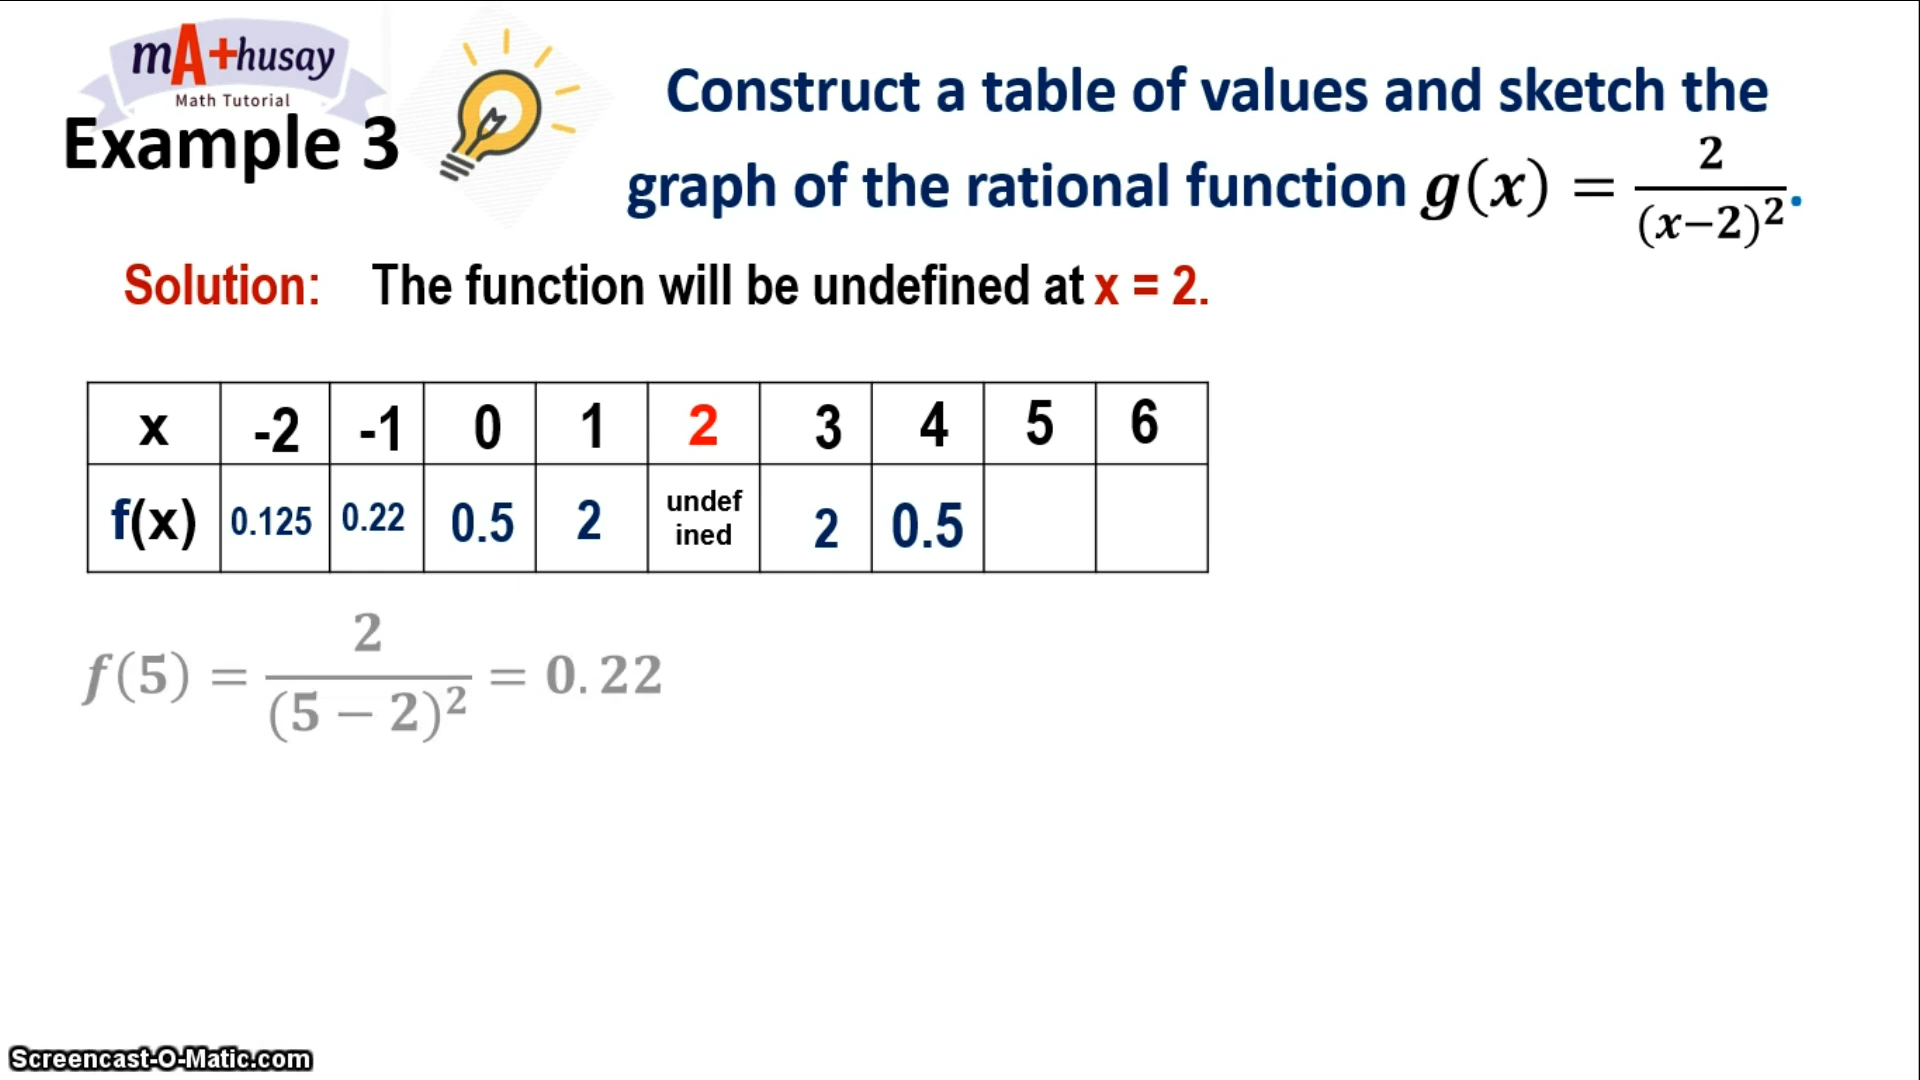 mA+husay
Math Tutorial
Example 3
Construct a table of values and sketch the
graph of the rational function g(x) = 2/(x−2)².
Solution: The function will be undefined at x = 2.
x -2 -1 0 1 2 3 4 5 6
f(x) 0.125 0.22 0.5 2 undef ined 2 0.5
f(5) = 2/(5 − 2)² = 0.22
Screencast-O-Matic.com